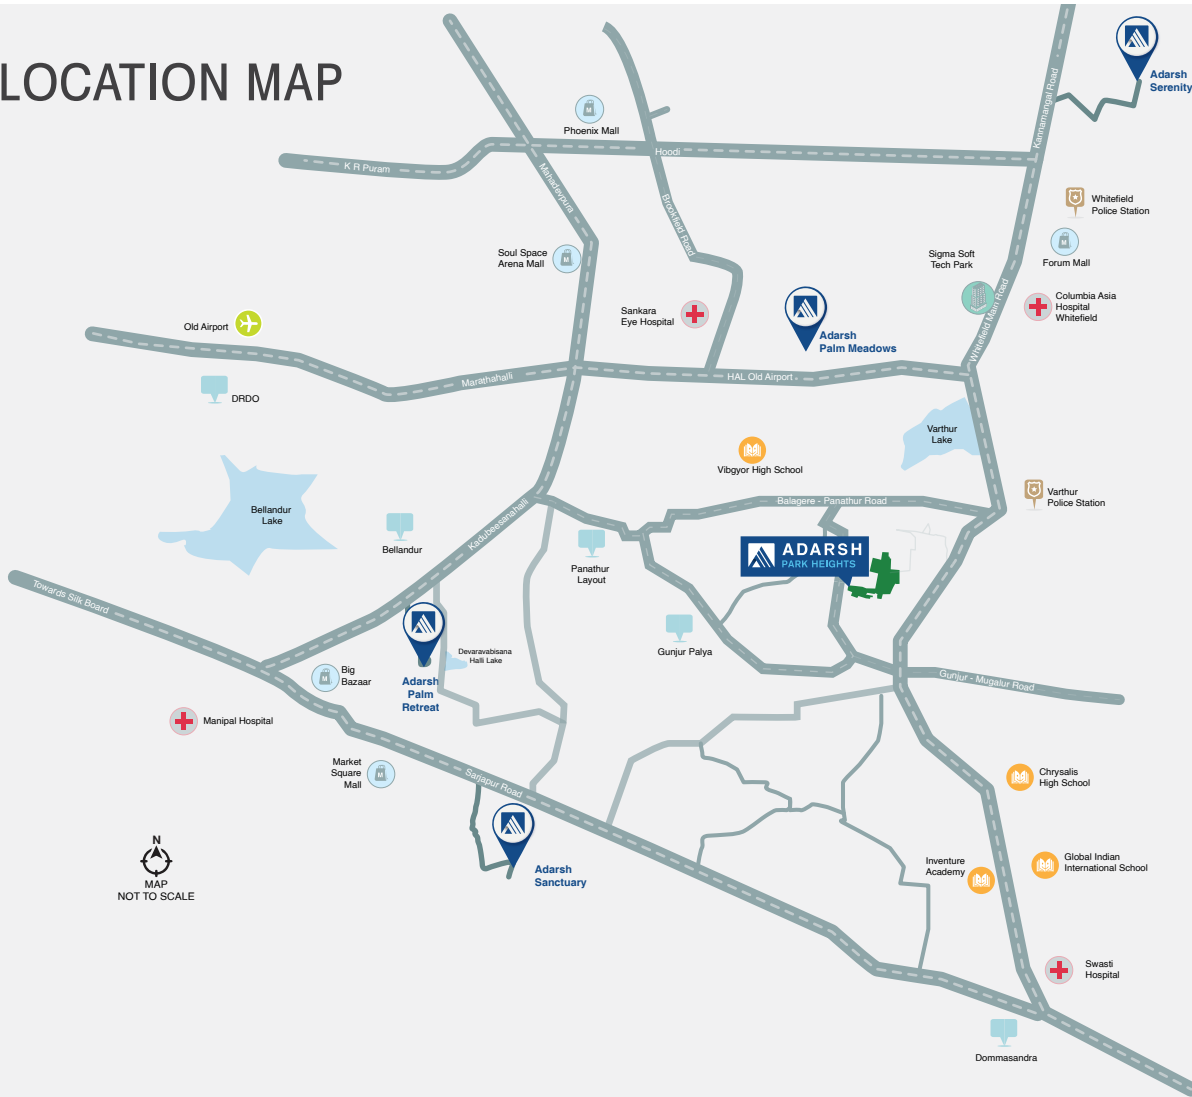 LOCATION MAP
Adarsh
Serenity
Kannamangal Road
Phoenix Mall
M
Hoodi
K R Puram
Mahadevpura
Brookfield Road
Whitefield
Police Station
Forum Mall
M
Soul Space
Arena Mall
M
Sigma Soft
Tech Park
Columbia Asia
Hospital
Whitefield
Whitefield Main Road
Sankara
Eye Hospital
Old Airport
Adarsh
Palm Meadows
HAL Old Airport
Marathahalli
DRDO
Varthur
Lake
Vibgyor High School
Varthur
Police Station
Balagere - Panathur Road
Bellandur
Lake
Bellandur
Kadubeesanahalli
Panathur
Layout
ADARSH
PARK HEIGHTS
Towards Silk Board
Gunjur Palya
Devaravabisana
Halli Lake
Big
Bazaar
M
Adarsh
Palm
Retreat
Gunjur - Mugalur Road
Manipal Hospital
Market
Square
Mall
M
Sarjapur Road
Chrysalis
High School
N
MAP
NOT TO SCALE
Adarsh
Sanctuary
Inventure
Academy
Global Indian
International School
Swasti
Hospital
Dommasandra